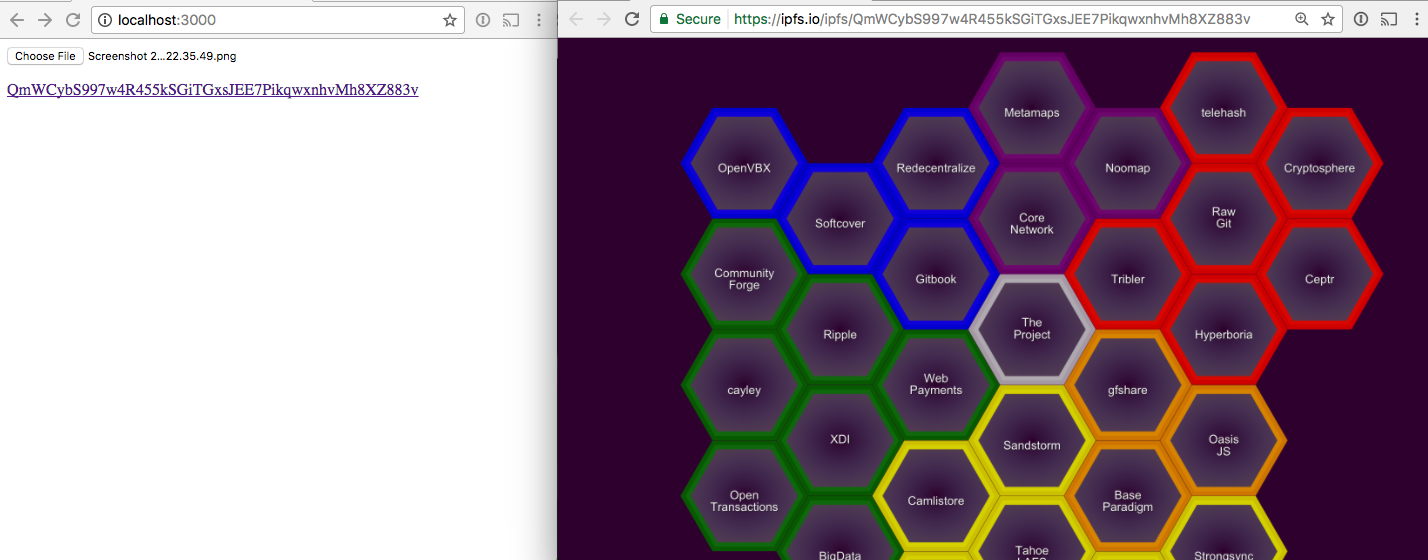 localhost:3000
Choose File Screenshot 2...22.35.49.png
QmWCybS997w4R455kSGiTGxsJEE7PikqwxnhvMh8XZ883v
Secure https://ipfs.io/ipfs/QmWCybS997w4R455kSGiTGxsJEE7PikqwxnhvMh8XZ883v
Metamaps
telehash
OpenVBX
Redecentralize
Noomap
Cryptosphere
Softcover
Core
Network
Raw
Git
Community
Forge
Gitbook
Tribler
Ceptr
Ripple
The
Project
Hyperboria
cayley
Web
Payments
gfshare
XDI
Sandstorm
Oasis
JS
Open
Transactions
Camlistore
Base
Paradigm
BigData
Tahoe
LAFS
Strongsync